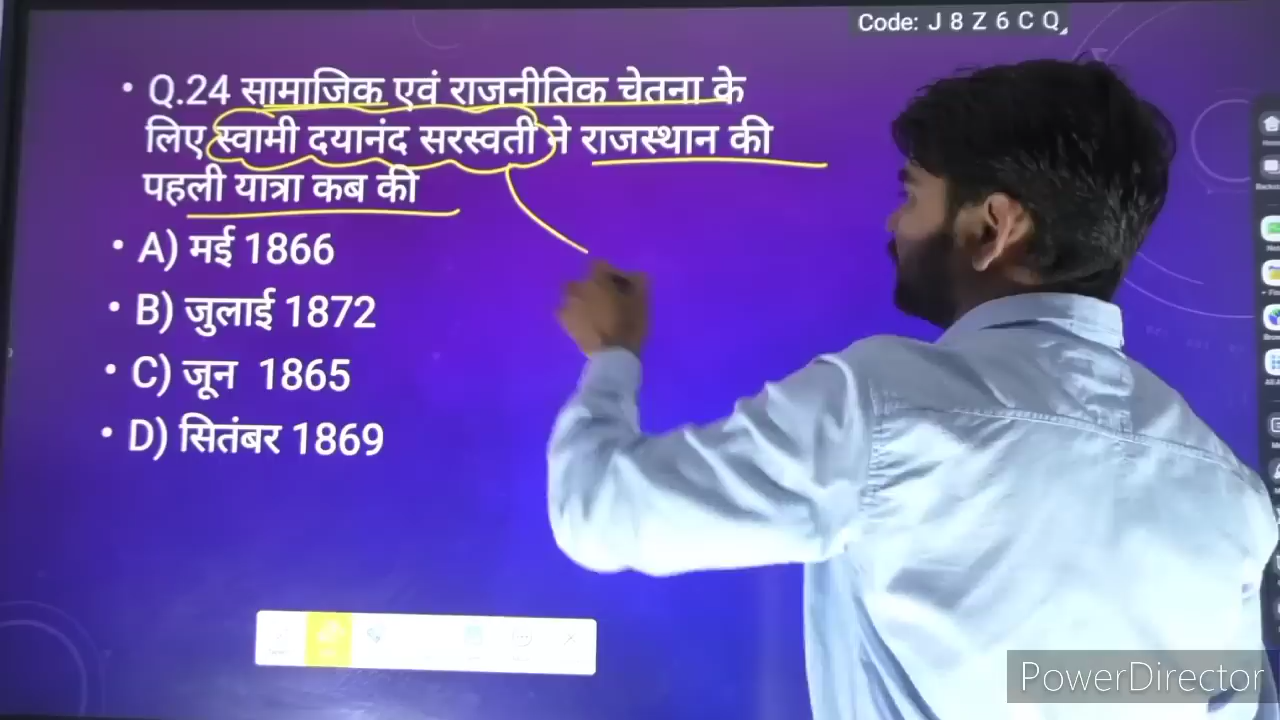 Code: J 8 Z 6 C Q
• Q.24 सामाजिक एवं राजनीतिक चेतना के
लिए स्वामी दयानंद सरस्वती ने राजस्थान की
पहली यात्रा कब की
• A) मई 1866
• B) जुलाई 1872
• C) जून 1865
• D) सितंबर 1869
PowerDirector